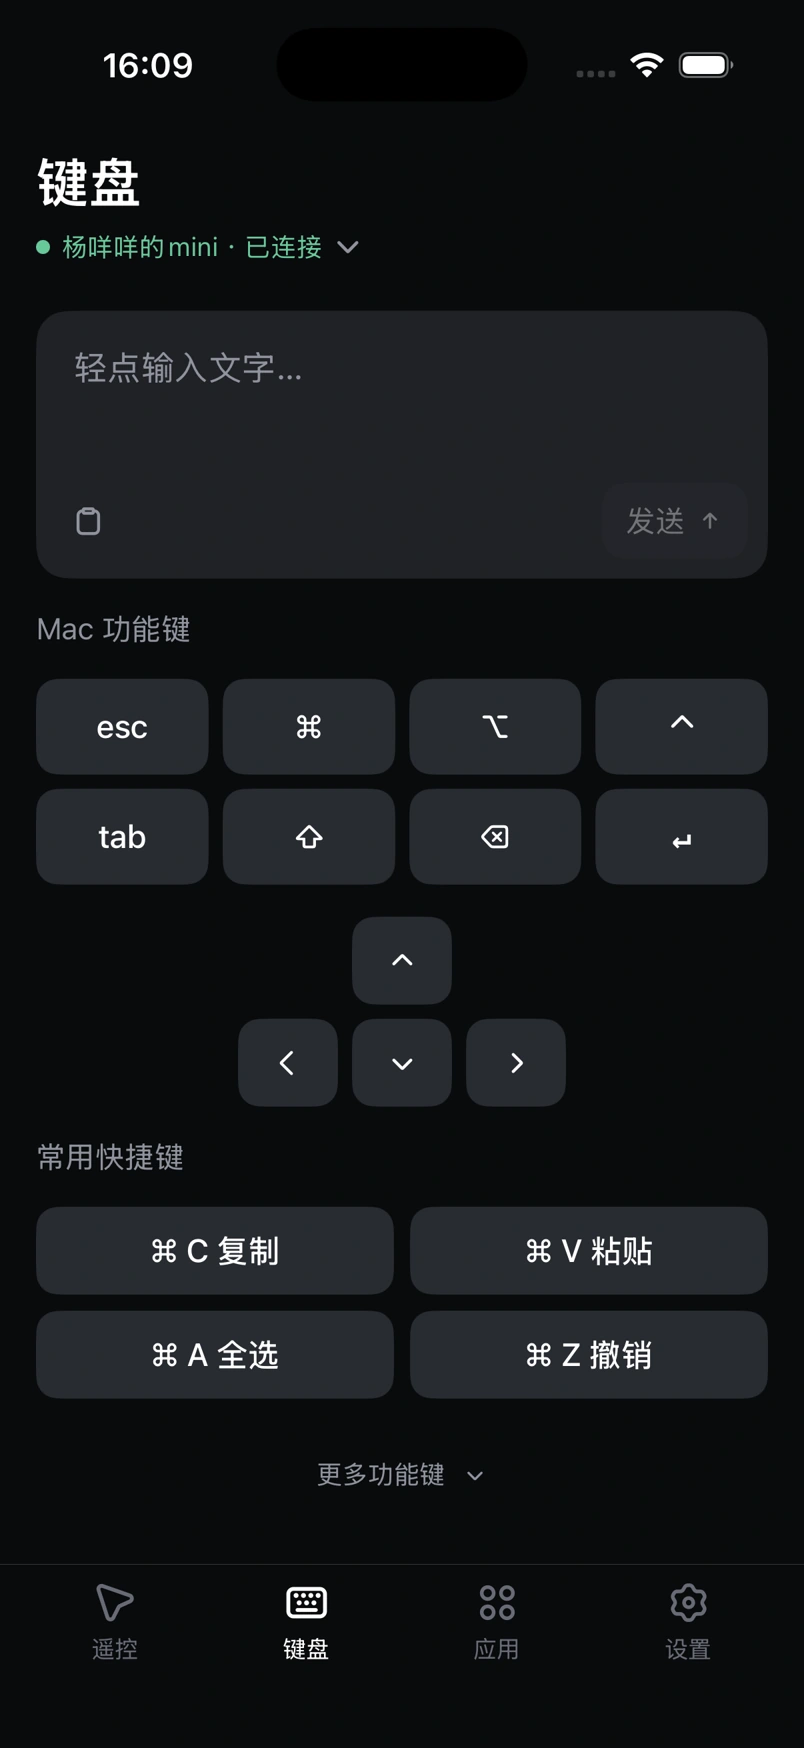 16:09
键盘
杨咩咩的mini · 已连接
轻点输入文字...
发送 ↑
Mac 功能键
esc ⌘ ⌥ ^
tab ⇧ ⌫ ↵
^
< ⌄ >
常用快捷键
⌘ C 复制 ⌘ V 粘贴
⌘ A 全选 ⌘ Z 撤销
更多功能键
遥控 键盘 应用 设置